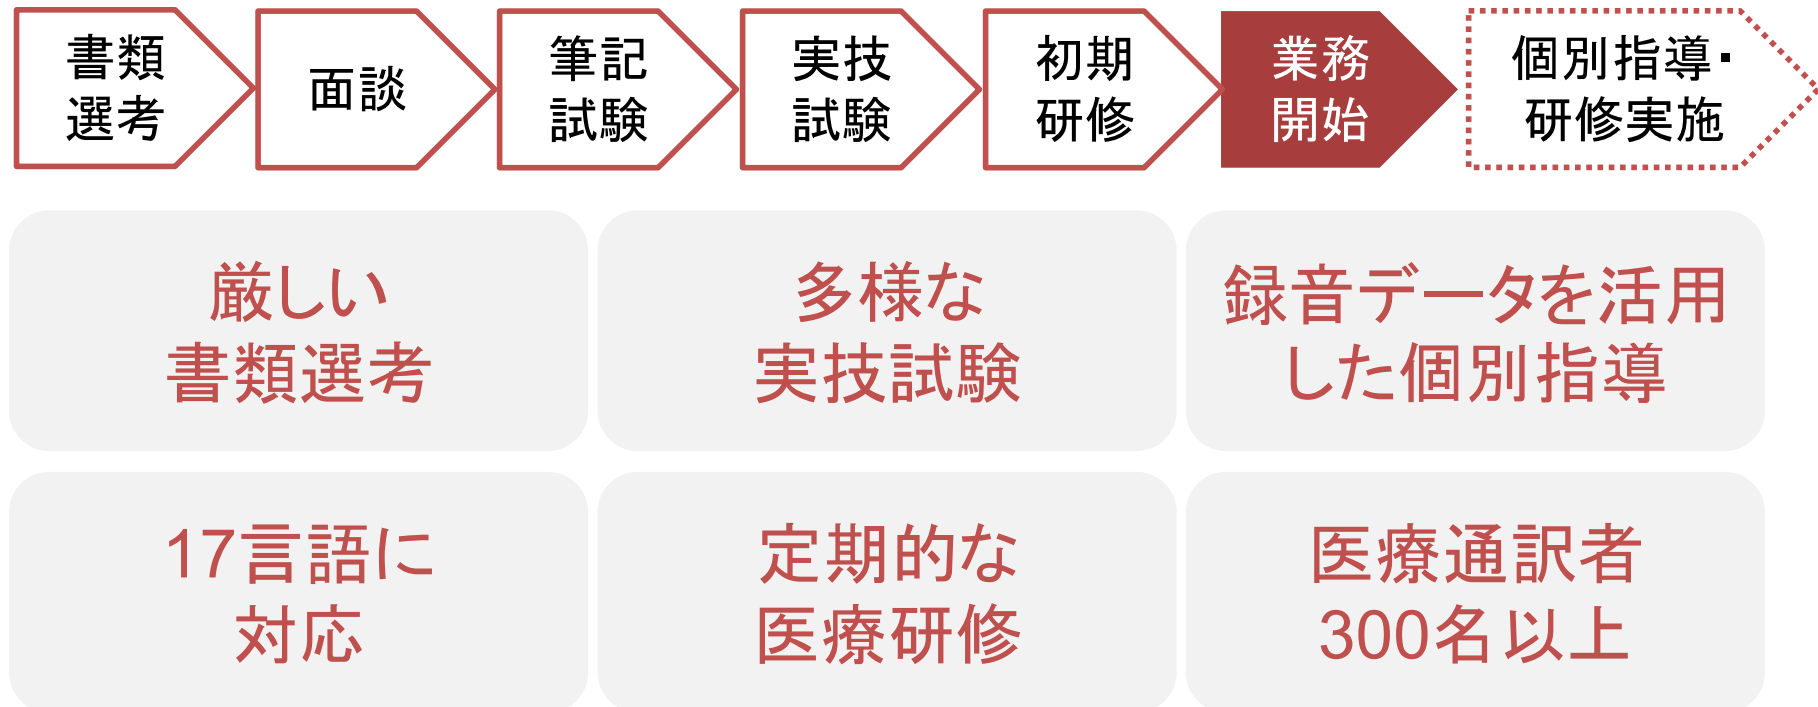 書類
選考
面談
筆記
試験
実技
試験
初期
研修
業務
開始
個別指導・
研修実施
厳しい
書類選考
多様な
実技試験
録音データを活用
した個別指導
17言語に
対応
定期的な
医療研修
医療通訳者
300名以上